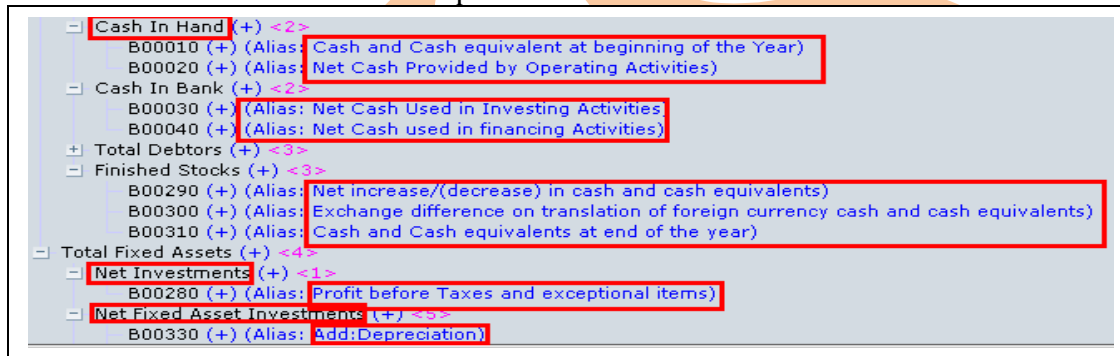 Cash In Hand (+) <2>
B00010 (+) (Alias: Cash and Cash equivalent at beginning of the Year)
B00020 (+) (Alias: Net Cash Provided by Operating Activities)
Cash In Bank (+) <2>
B00030 (+) (Alias: Net Cash Used in Investing Activities)
B00040 (+) (Alias: Net Cash used in financing Activities)
Total Debtors (+) <3>
Finished Stocks (+) <3>
B00290 (+) (Alias: Net increase/(decrease) in cash and cash equivalents)
B00300 (+) (Alias: Exchange difference on translation of foreign currency cash and cash equivalents)
B00310 (+) (Alias: Cash and Cash equivalents at end of the year)
Total Fixed Assets (+) <4>
Net Investments (+) <1>
B00280 (+) (Alias: Profit before Taxes and exceptional items)
Net Fixed Asset Investments (+) <5>
B00330 (+) (Alias: Add:Depreciation)